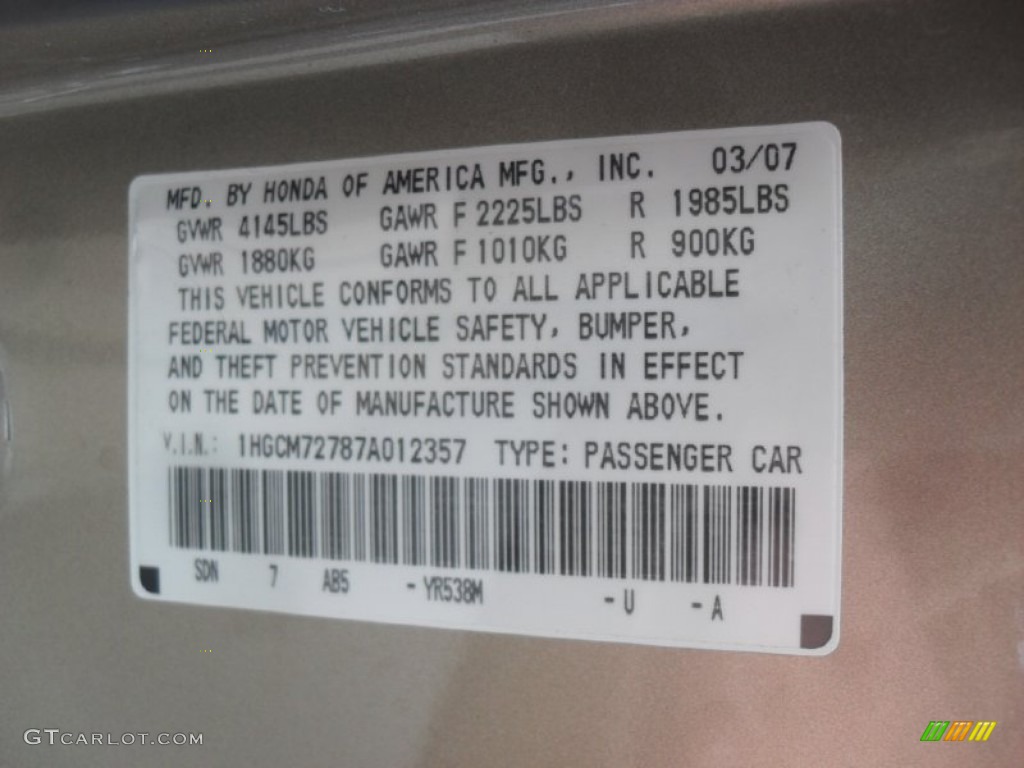 MFD. BY HONDA OF AMERICA MFG., INC. 03/07
GVWR 4145LBS GAWR F 2225LBS R 1985LBS
GVWR 1880KG GAWR F 1010KG R 900KG
THIS VEHICLE CONFORMS TO ALL APPLICABLE
FEDERAL MOTOR VEHICLE SAFETY, BUMPER,
AND THEFT PREVENTION STANDARDS IN EFFECT
ON THE DATE OF MANUFACTURE SHOWN ABOVE.
V.I.N.: 1HGCM72787A012357 TYPE: PASSENGER CAR
SDN 7 AB5 -YR538M -U -A
GTCARLOT.COM